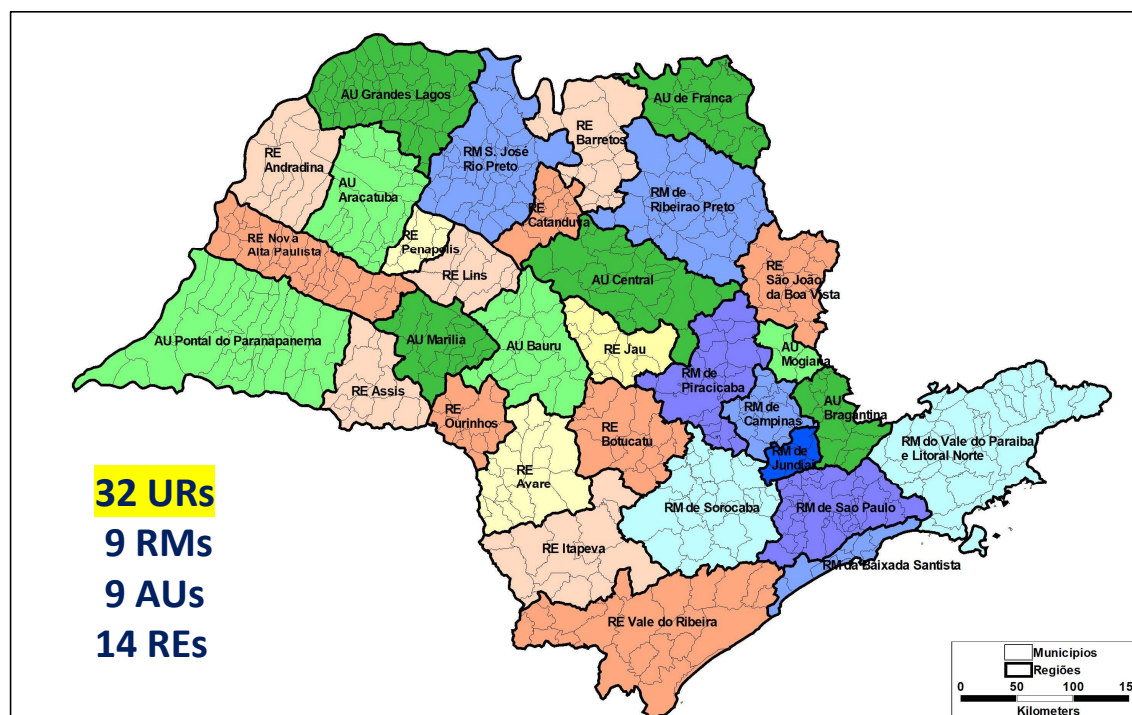 AU Grandes Lagos
AU de Franca
RE
Barretos
RM S. José
Rio Preto
RE
Andradina
AU
Araçatuba
RM de
Ribeirao Preto
RE
Catanduva
RE Nova
Alta Paulista
RE
Penapolis
RE Lins
AU Central
RE
São João
da Boa Vista
AU Pontal do Paranapanema
AU Marilia
AU Bauru
RE Jau
AU
Mogiana
RM de
Piracicaba
RE Assis
RE
Ourinhos
RE
Botucatu
RM de
Campinas
AU
Bragantina
RM do Vale do Paraiba
e Litoral Norte
RM de
Jundiai
RE
Avare
RM de Sorocaba
RM de Sao Paulo
RE Itapeva
RM da Baixada Santista
RE Vale do Ribeira
32 URs
9 RMs
9 AUs
14 REs
Municípios
Regiões
0 50 100 15
Kilometers